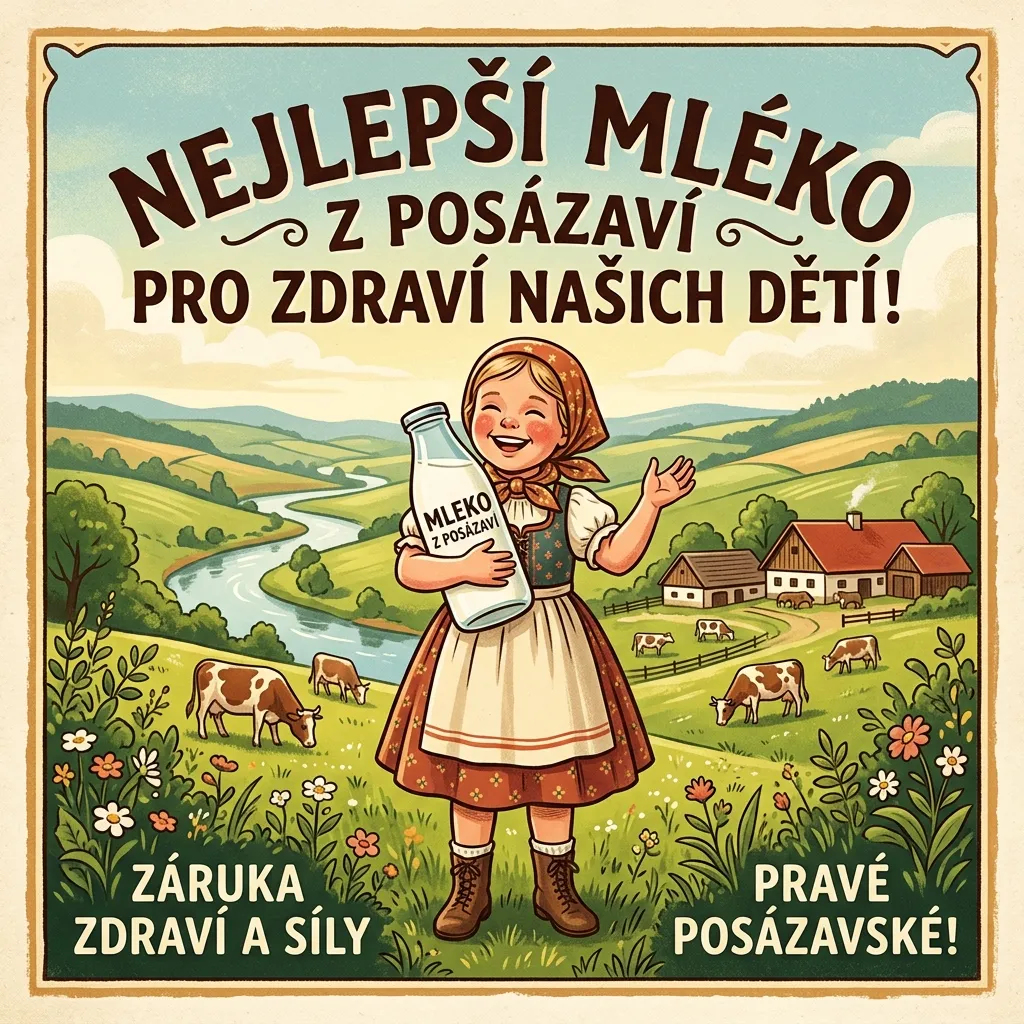 NEJLEPŠÍ MLÉKO
Z POSÁZAVÍ
PRO ZDRAVÍ NAŠICH DĚTÍ!
MLEKO
Z POSÁZAVÍ
ZÁRUKA
ZDRAVÍ A SÍLY
PRAVÉ
POSÁZAVSKÉ!